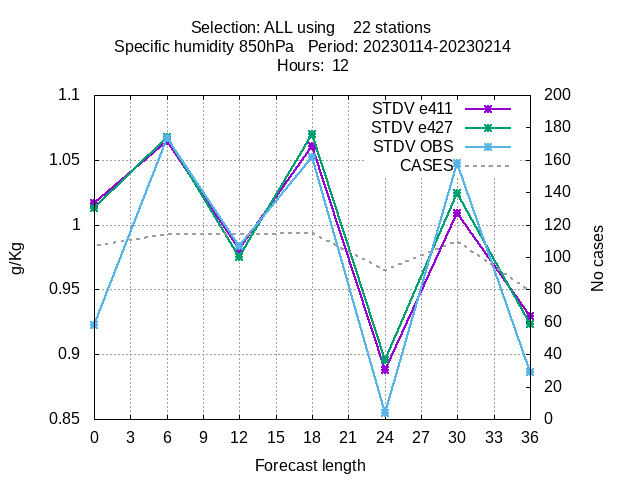 Selection: ALL using    22 stations
Specific humidity 850hPa   Period: 20230114-20230214
Hours:  12
1.1
1.05
1
0.95
0.9
0.85
g/Kg
STDV e411
STDV e427
STDV OBS
CASES
200
180
160
140
120
100
80
60
40
20
0
No cases
0 3 6 9 12 15 18 21 24 27 30 33 36
Forecast length